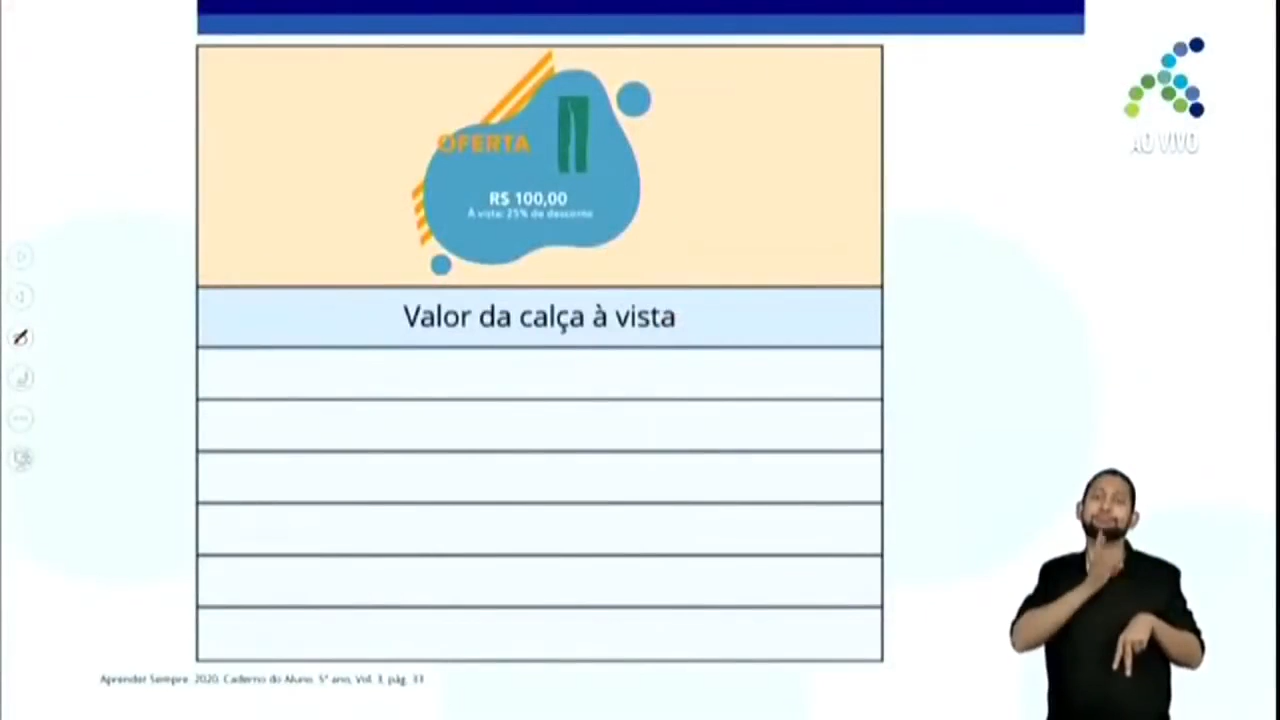 AO VIVO
OFERTA
R$ 100,00
À vista: 25% de desconto
Valor da calça à vista
Aprender Sempre. 2020. Caderno do Aluno. 5º ano, Vol. 3, pág. 33